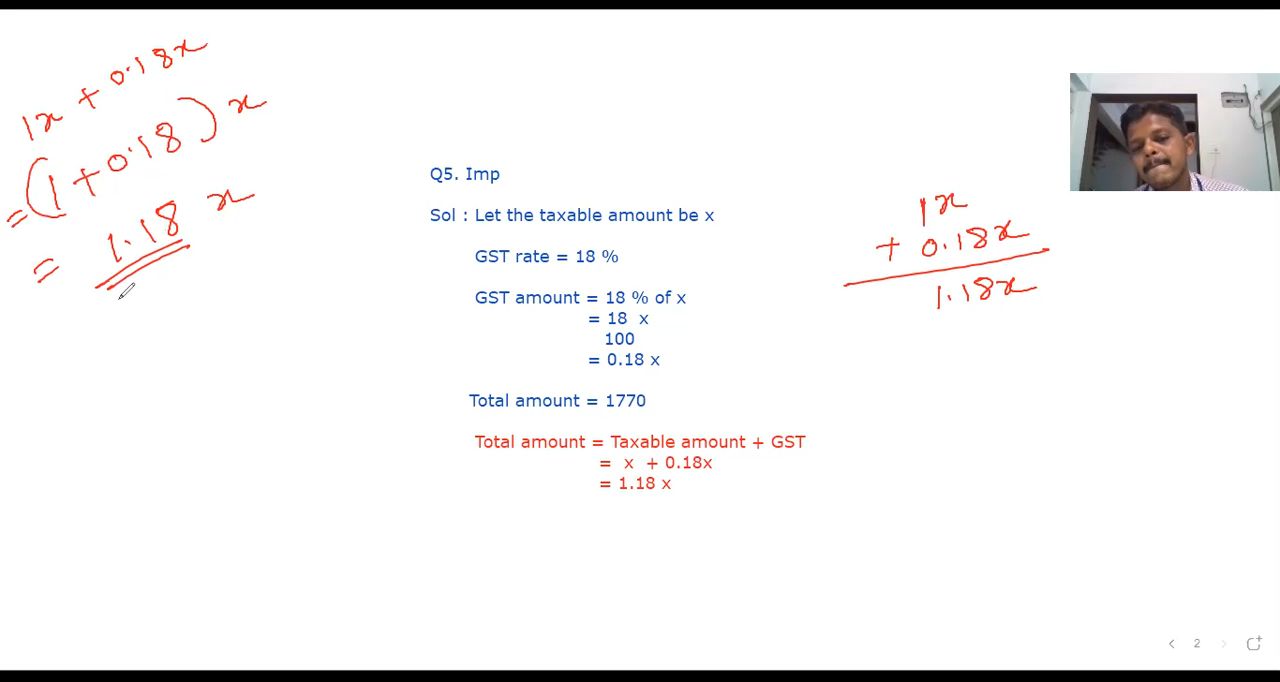 1x + 0.18x
= (1 + 0.18) x
= 1.18 x
Q5. Imp
Sol : Let the taxable amount be x
GST rate = 18 %
GST amount = 18 % of x
= 18 x
100
= 0.18 x
Total amount = 1770
Total amount = Taxable amount + GST
= x + 0.18x
= 1.18 x
1x
+ 0.18x
1.18x
2